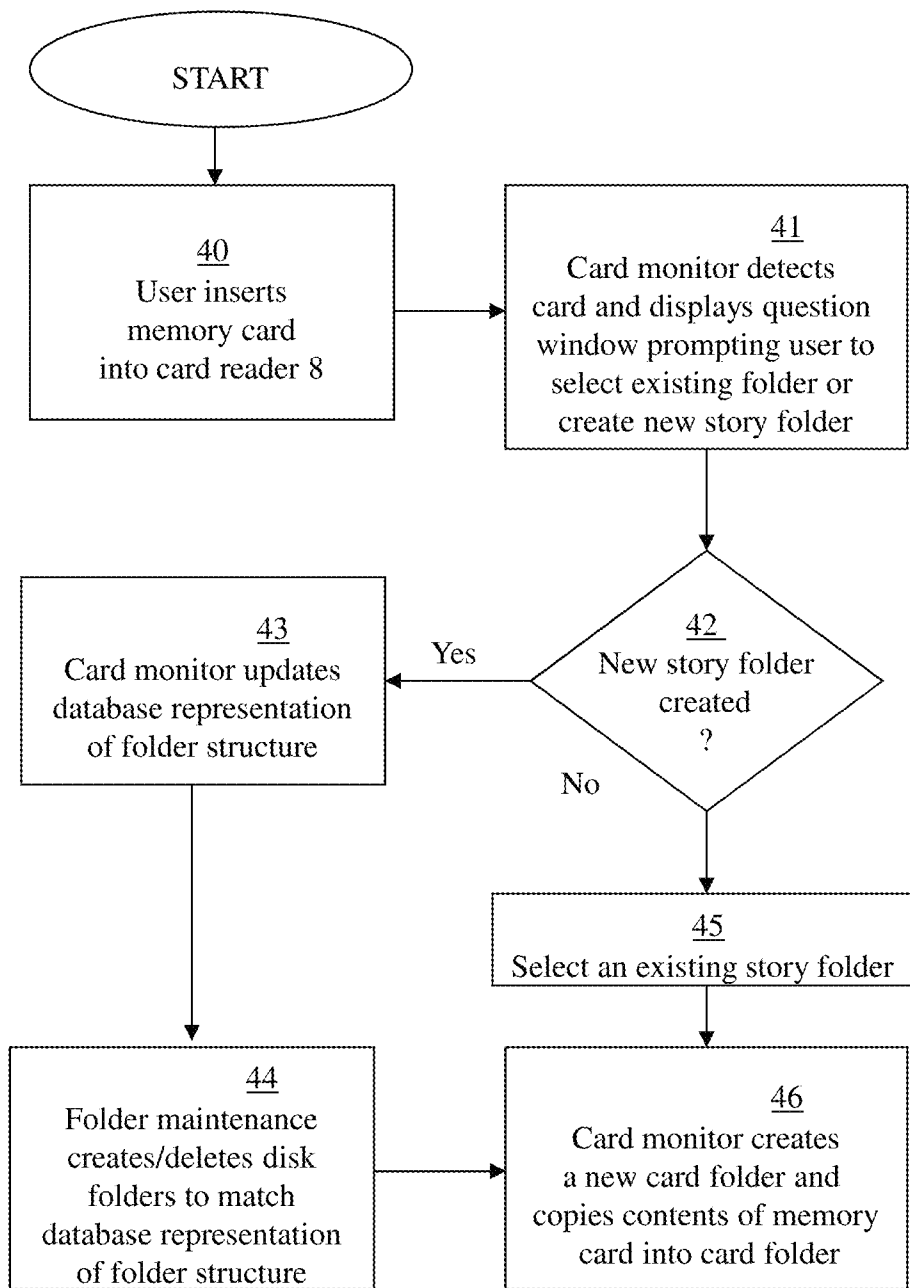 START
40
User inserts
memory card
into card reader 8
41
Card monitor detects
card and displays question
window prompting user to
select existing folder or
create new story folder
42
New story folder
created
?
Yes
No
43
Card monitor updates
database representation
of folder structure
44
Folder maintenance
creates/deletes disk
folders to match
database representation
of folder structure
45
Select an existing story folder
46
Card monitor creates
a new card folder and
copies contents of memory
card into card folder